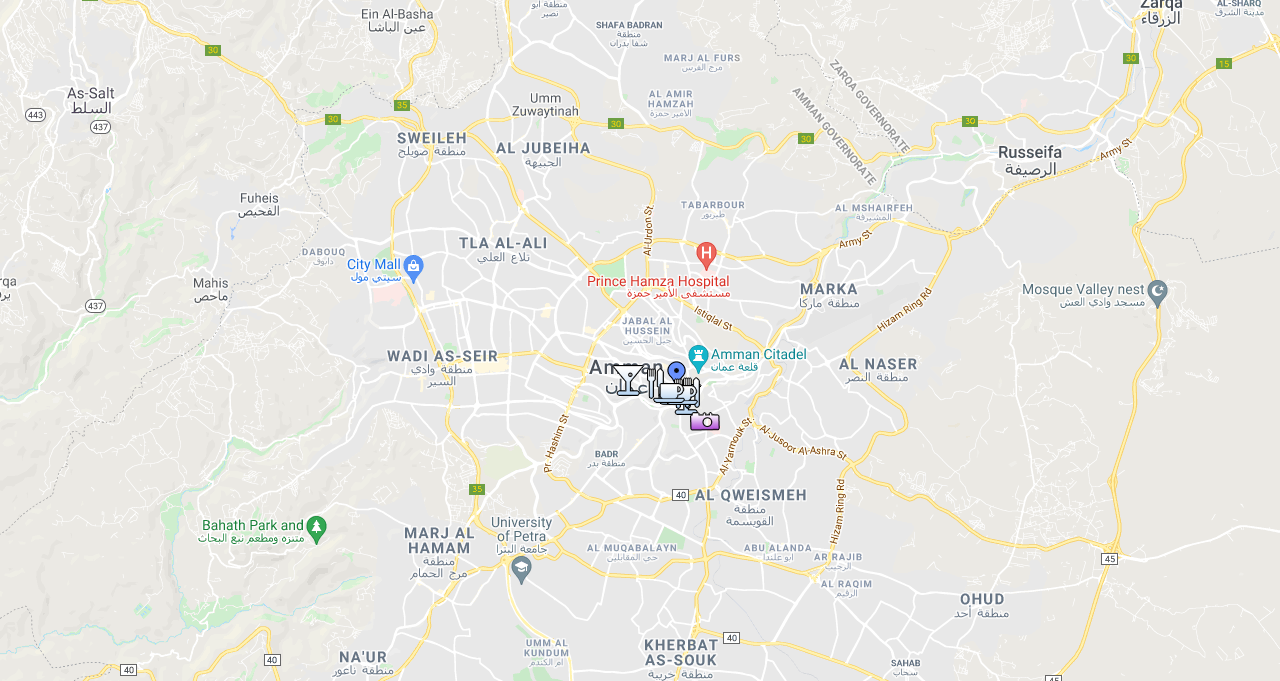 Ein Al-Basha
عين الباشا
منطقة ابو
نصير
SHAFA BADRAN
منطقة
شفا بدران
Zarqa
الزرقاء
AL-SHARQ
مدينة الشرق
30
MARJ AL FURS
مرج الفرس
30
15
ZARQA GOVERNORATE
AMMAN GOVERNORATE
As-Salt
السلط
443
437
35
30
Umm
Zuwaytinah
AL AMIR
HAMZAH
الامير حمزة
30
30
30
SWEILEH
منطقة صويلح
AL JUBEIHA
الجبيهه
Russeifa
الرصيفة
Army St
Fuheis
الفحيص
TABARBOUR
طبربور
AL MSHAIRFEH
المشيرفة
Al-Urdon St
Army St
DABOUQ
دابوق
TLA AL-ALI
تلاع العلي
City Mall
سيتي مول
Prince Hamza Hospital
مستشفى الأمير حمزة
Mahis
ماحص
437
MARKA
منطقة ماركا
Mosque Valley nest
مسجد وادي العش
Hizam Ring Rd
Istiqlal St
JABAL AL
HUSSEIN
جبل الحسين
WADI AS-SEIR
منطقة وادي
السير
Amman
عمان
Amman Citadel
قلعة عمان
AL NASER
منطقة النصر
Pr. Hashim St
Al-Yarmouk St
Al-Jusoor Al-Ashra St
BADR
منطقة بدر
35
40
AL QWEISMEH
منطقة
القويسمة
Hizam Ring Rd
Bahath Park and
متنزه ومطعم نبع البحاث
MARJ AL
HAMAM
منطقة
مرج الحمام
University
of Petra
جامعة البترا
AL MUQABALAYN
حي المقابلين
ABU ALANDA
ابو علندا
AR RAJIB
الرجيب
45
AL RAQIM
الرقيم
OHUD
منطقة أحد
40
40
40
NA'UR
منطقة ناعور
UMM AL
KUNDUM
ام الكندم
KHERBAT
AS-SOUK
منطقة خريبة
SAHAB
سحاب
45